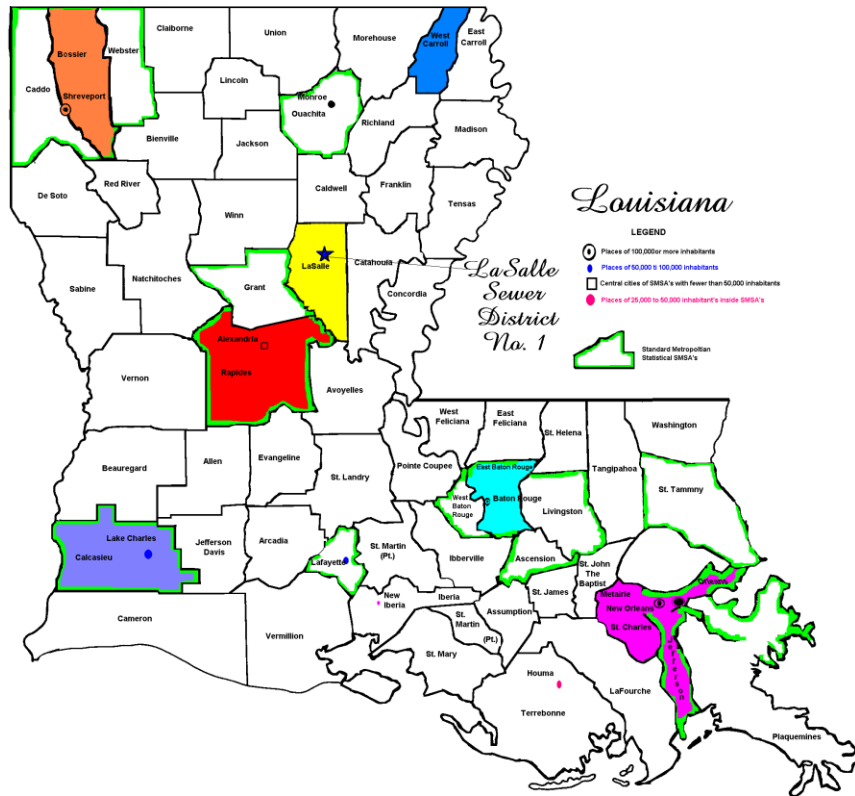 Claiborne
Union
Morehouse
West
Carroll
East
Carroll
Bossier
Webster
Caddo
Shreveport
Lincoln
Monroe
Ouachita
Richland
Madison
Bienville
Jackson
De Soto
Red River
Caldwell
Franklin
Tensas
Winn
Natchitoches
Sabine
LaSalle
Catahoula
Grant
Concordia
LaSalle
Sewer
District
No. 1
Louisiana
LEGEND
Places of 100,000or more inhabitants
Places of 50,000 ti 100,000 inhabitants
Central cities of SMSA's with fewer than 50,000 inhabitants
Places of 25,000 to 50,000 inhabitant's inside SMSA's
Standard Metropoltian
Statistical SMSA's
Alexandria
Rapides
Vernon
Avoyelles
West
Feliciana
East
Feliciana
St. Helena
Washington
Beauregard
Allen
Evangeline
St. Landry
Pointe Coupee
East Baton Rouge
Tangipahoa
St. Tammny
West
Baton
Rouge
Baton Rouge
Livingston
Lake Charles
Calcasieu
Jefferson
Davis
Arcadia
Lafayette
St. Martin
(Pt.)
Ibberville
Ascension
St. John
The
Baptist
Orleans
Metairie
New Orleans
St. Charles
Jefferson
New
Iberia
Iberia
Assumption
St. James
Cameron
Vermillion
St.
Martin
(Pt.)
St. Mary
Houma
Terrebonne
LaFourche
Plaquemines